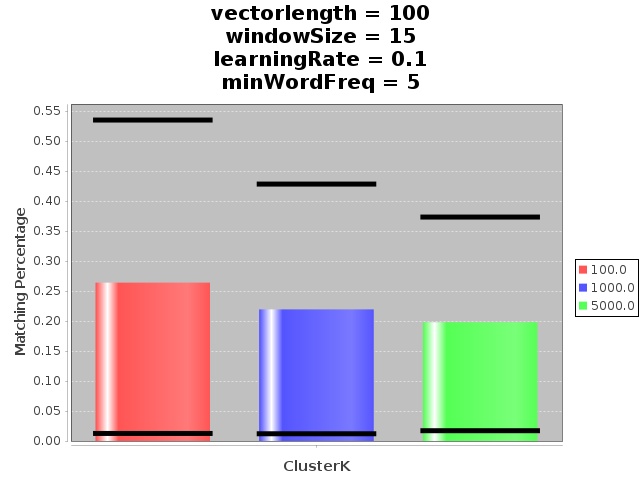 vectorlength = 100
windowSize = 15
learningRate = 0.1
minWordFreq = 5
0.55
0.50
0.45
0.40
0.35
0.30
0.25
0.20
0.15
0.10
0.05
0.00
Matching Percentage
ClusterK
100.0
1000.0
5000.0